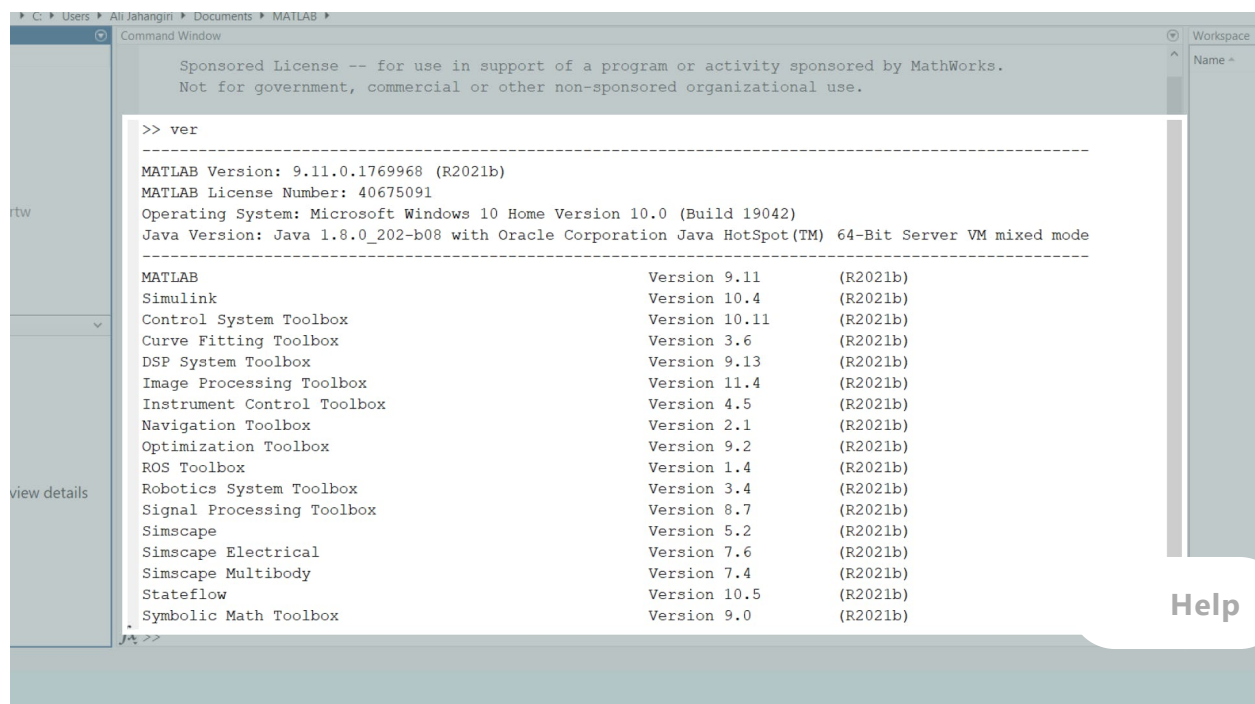 C: Users Ali Jahangiri Documents MATLAB
Command Window
Workspace
Name
Sponsored License -- for use in support of a program or activity sponsored by MathWorks.
Not for government, commercial or other non-sponsored organizational use.
>> ver
-----------------------------------------------------------------------------------------------------
MATLAB Version: 9.11.0.1769968 (R2021b)
MATLAB License Number: 40675091
Operating System: Microsoft Windows 10 Home Version 10.0 (Build 19042)
Java Version: Java 1.8.0_202-b08 with Oracle Corporation Java HotSpot(TM) 64-Bit Server VM mixed mode
-----------------------------------------------------------------------------------------------------
MATLAB Version 9.11 (R2021b)
Simulink Version 10.4 (R2021b)
Control System Toolbox Version 10.11 (R2021b)
Curve Fitting Toolbox Version 3.6 (R2021b)
DSP System Toolbox Version 9.13 (R2021b)
Image Processing Toolbox Version 11.4 (R2021b)
Instrument Control Toolbox Version 4.5 (R2021b)
Navigation Toolbox Version 2.1 (R2021b)
Optimization Toolbox Version 9.2 (R2021b)
ROS Toolbox Version 1.4 (R2021b)
Robotics System Toolbox Version 3.4 (R2021b)
Signal Processing Toolbox Version 8.7 (R2021b)
Simscape Version 5.2 (R2021b)
Simscape Electrical Version 7.6 (R2021b)
Simscape Multibody Version 7.4 (R2021b)
Stateflow Version 10.5 (R2021b)
Symbolic Math Toolbox Version 9.0 (R2021b)
>>
rtw
view details
Help